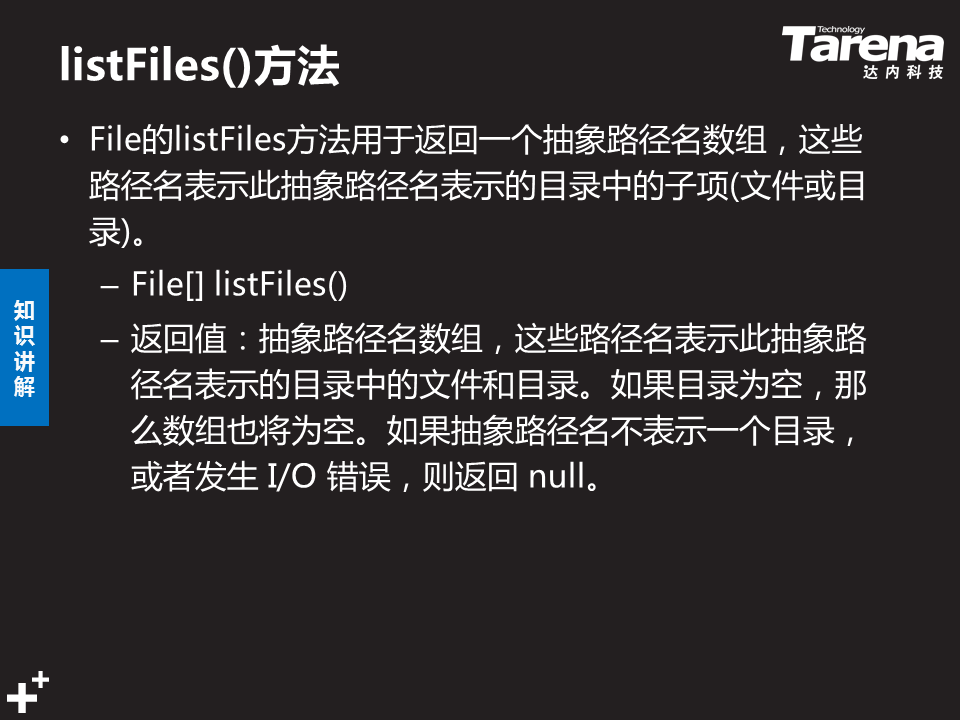 listFiles()方法
Technology
Tarena
达内科技
• File的listFiles方法用于返回一个抽象路径名数组，这些
路径名表示此抽象路径名表示的目录中的子项(文件或目
录)。
– File[] listFiles()
– 返回值：抽象路径名数组，这些路径名表示此抽象路
径名表示的目录中的文件和目录。如果目录为空，那
么数组也将为空。如果抽象路径名不表示一个目录，
或者发生 I/O 错误，则返回 null。
知
识
讲
解